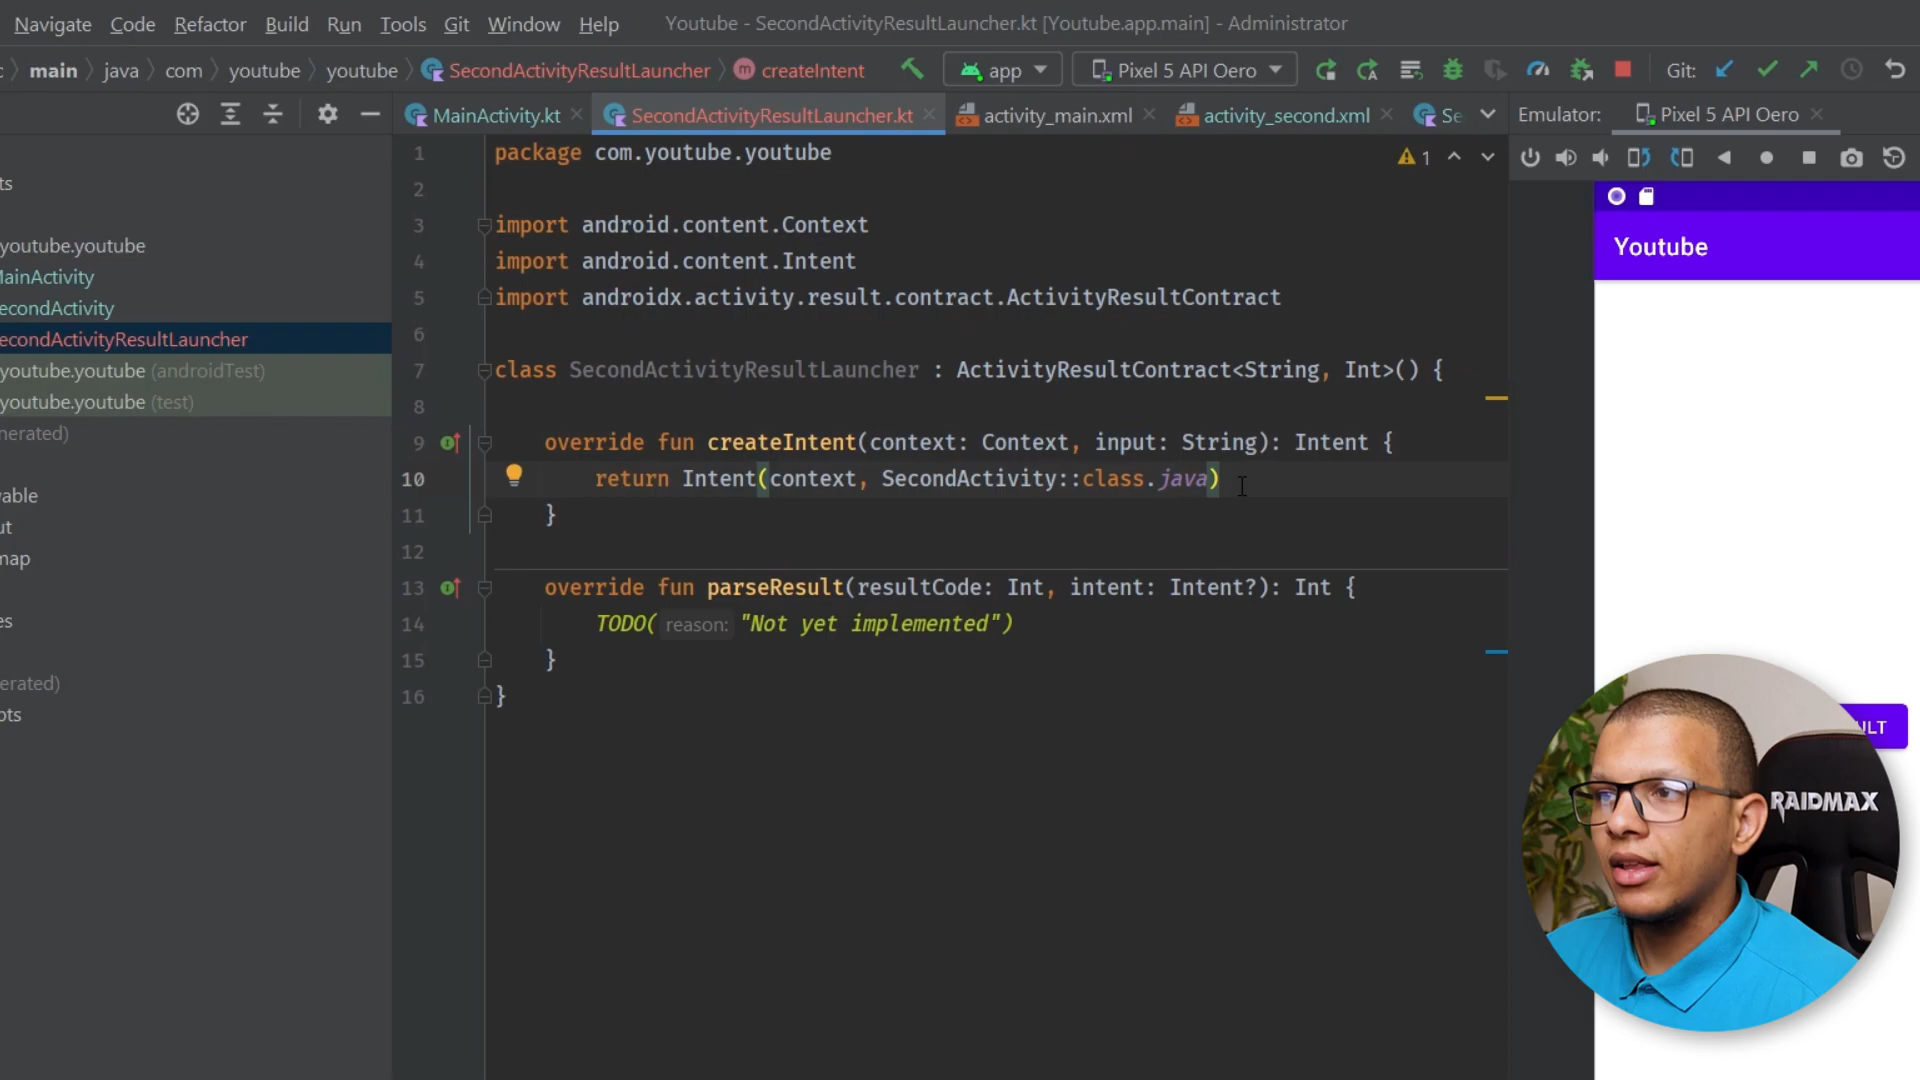 Navigate Code Refactor Build Run Tools Git Window Help Youtube - SecondActivityResultLauncher.kt [Youtube.app.main] - Administrator
main java com youtube youtube SecondActivityResultLauncher createIntent app Pixel 5 API Oero Git:
MainActivity.kt SecondActivityResultLauncher.kt activity_main.xml activity_second.xml Se Emulator: Pixel 5 API Oero
1 package com.youtube.youtube 1
2
3 import android.content.Context
4 import android.content.Intent
5 import androidx.activity.result.contract.ActivityResultContract
6
7 class SecondActivityResultLauncher : ActivityResultContract<String, Int>() {
8
9 override fun createIntent(context: Context, input: String): Intent {
10 return Intent(context, SecondActivity::class.java)
11 }
12
13 override fun parseResult(resultCode: Int, intent: Intent?): Int {
14 TODO( reason: "Not yet implemented")
15 }
16 }
ts
youtube.youtube
MainActivity
econdActivity
econdActivityResultLauncher
youtube.youtube (androidTest)
youtube.youtube (test)
nerated)
vable
ut
map
es
erated)
pts
Youtube
ULT
RAIDMAX